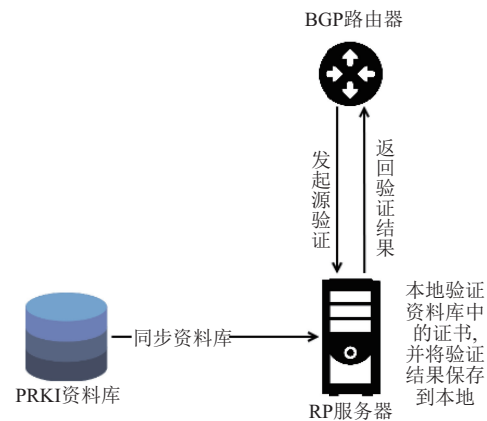 BGP路由器
发起源验证
返回验证结果
同步资料库
本地验证
资料库中
的证书,
并将验证
结果保存
到本地
PRKI资料库
RP服务器